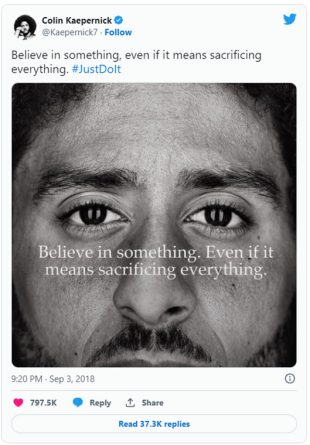 Colin Kaepernick
@Kaepernick7 · Follow
Believe in something, even if it means sacrificing
everything. #JustDoIt
Believe in something. Even if it
means sacrificing everything.
9:20 PM · Sep 3, 2018
797.5K Reply Share
Read 37.3K replies